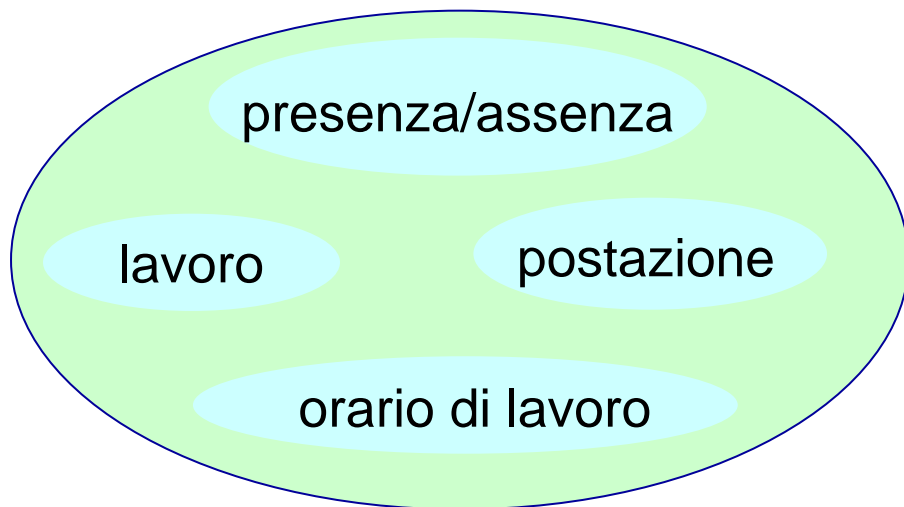 presenza/assenza
lavoro
postazione
orario di lavoro